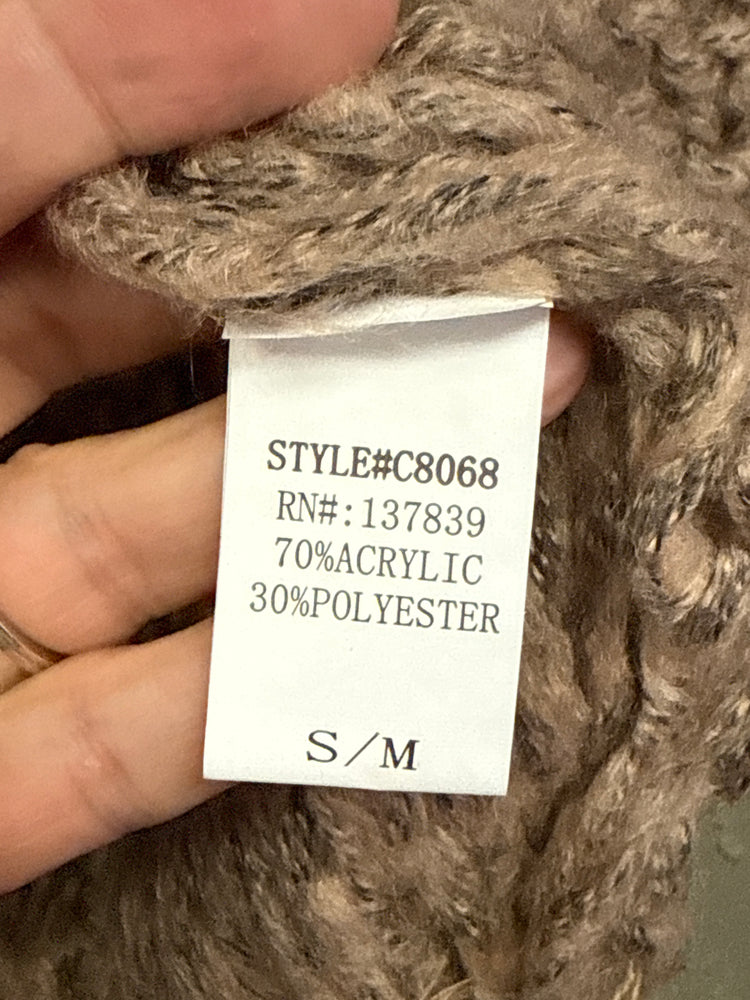 STYLE#C8068
RN#:137839
70%ACRYLIC
30%POLYESTER
S/M